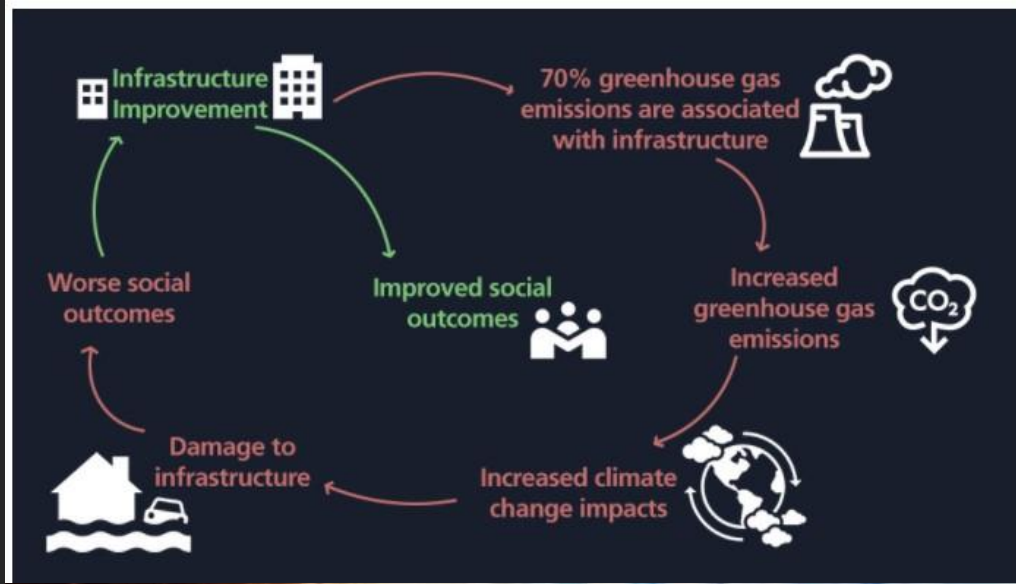 Infrastructure
Improvement
70% greenhouse gas
emissions are associated
with infrastructure
Increased
greenhouse gas
emissions
CO₂
Increased climate
change impacts
Damage to
infrastructure
Worse social
outcomes
Improved social
outcomes